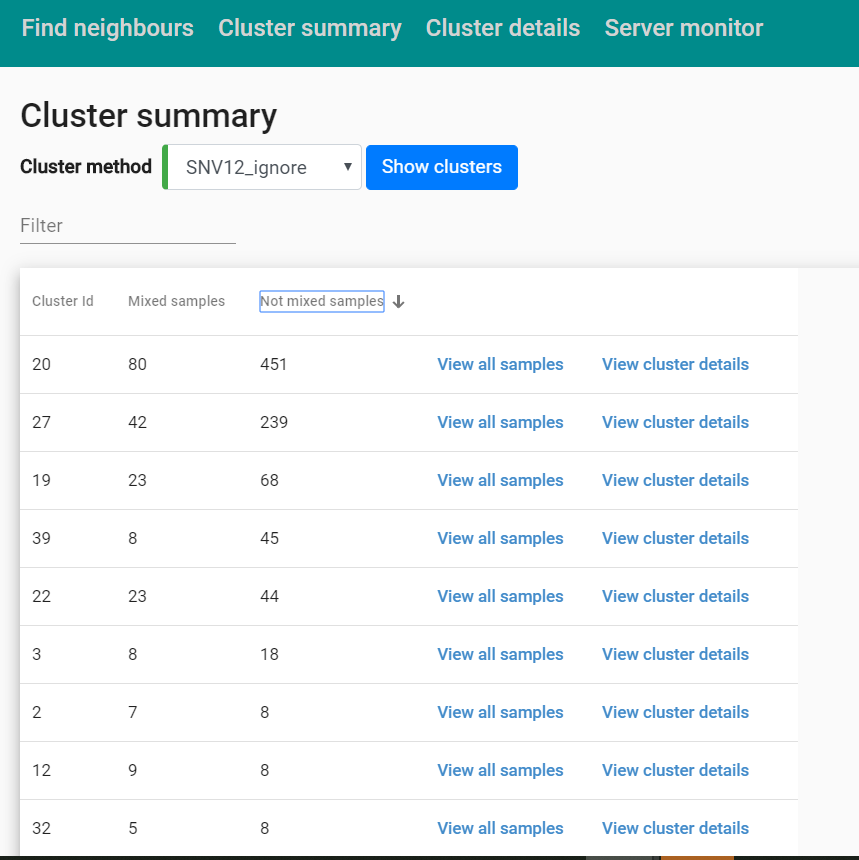 Find neighbours Cluster summary Cluster details Server monitor
Cluster summary
Cluster method SNV12_ignore Show clusters
Filter
Cluster Id Mixed samples Not mixed samples
20 80 451 View all samples View cluster details
27 42 239 View all samples View cluster details
19 23 68 View all samples View cluster details
39 8 45 View all samples View cluster details
22 23 44 View all samples View cluster details
3 8 18 View all samples View cluster details
2 7 8 View all samples View cluster details
12 9 8 View all samples View cluster details
32 5 8 View all samples View cluster details